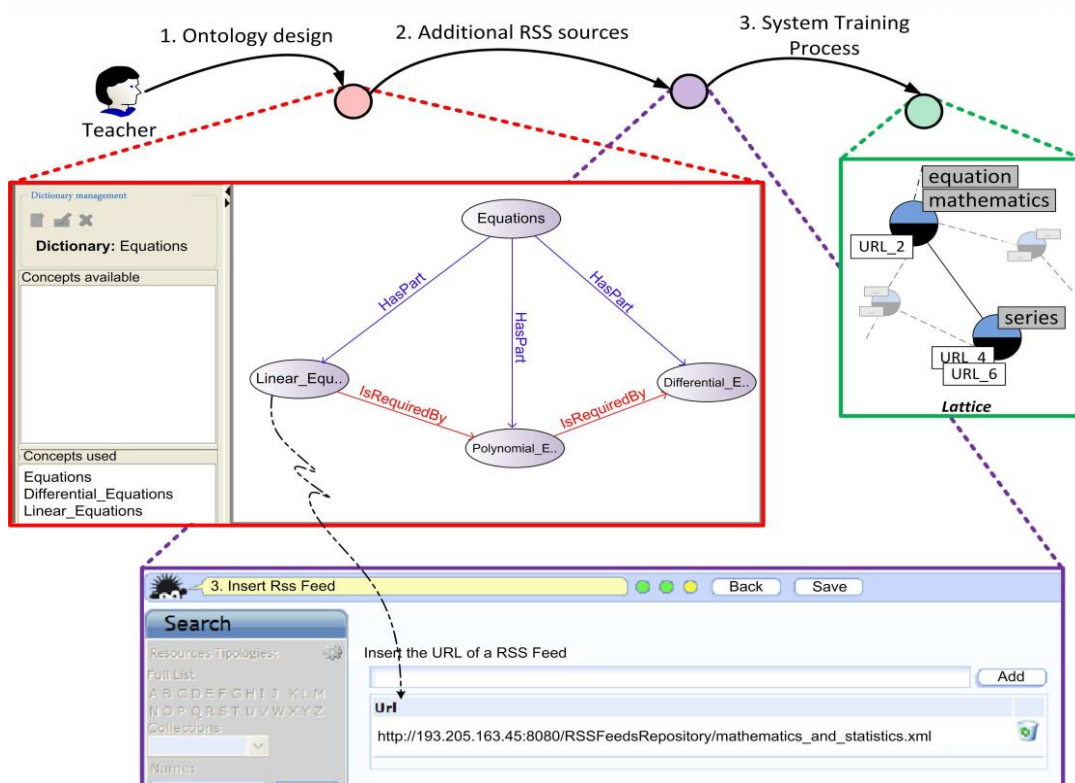 1. Ontology design
2. Additional RSS sources
3. System Training
Process
Teacher
Dictionary management
Dictionary: Equations
Concepts available
Concepts used
Equations
Differential_Equations
Linear_Equations
Equations
HasPart
HasPart
HasPart
Linear_Equ..
IsRequiredBy
Polynomial_E..
IsRequiredBy
Differential_E..
equation
mathematics
URL_2
...
...
...
...
series
URL_4
URL_6
Lattice
3. Insert Rss Feed
Back
Save
Search
Resources Tipologies:
Full List
A B C D E F G H I J K L M
N O P Q R S T U V W X Y Z
Collections
Name:
Insert the URL of a RSS Feed
Add
Url
http://193.205.163.45:8080/RSSFeedsRepository/mathematics_and_statistics.xml